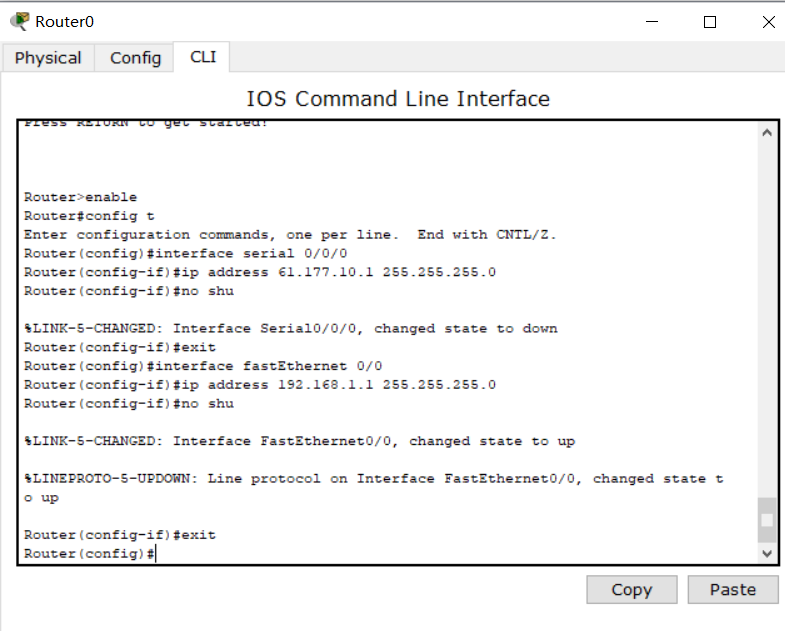 Router0
Physical Config CLI
IOS Command Line Interface
Press RETURN to get started!
Router>enable
Router#config t
Enter configuration commands, one per line.  End with CNTL/Z.
Router(config)#interface serial 0/0/0
Router(config-if)#ip address 61.177.10.1 255.255.255.0
Router(config-if)#no shu
%LINK-5-CHANGED: Interface Serial0/0/0, changed state to down
Router(config-if)#exit
Router(config)#interface fastEthernet 0/0
Router(config-if)#ip address 192.168.1.1 255.255.255.0
Router(config-if)#no shu
%LINK-5-CHANGED: Interface FastEthernet0/0, changed state to up
%LINEPROTO-5-UPDOWN: Line protocol on Interface FastEthernet0/0, changed state t
o up
Router(config-if)#exit
Router(config)#
Copy Paste